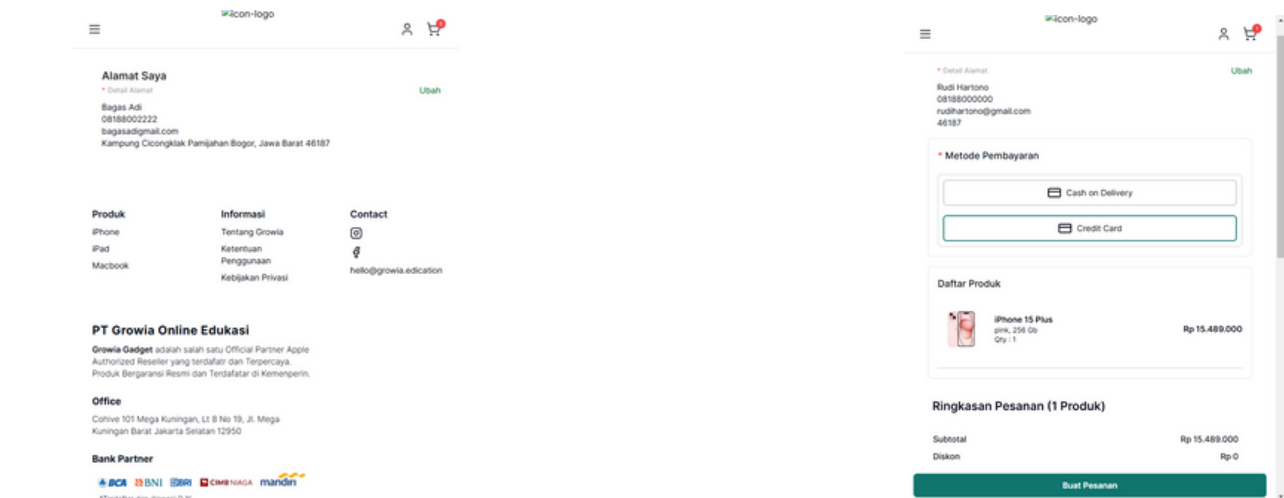 icon-logo
Alamat Saya
* Detail Alamat
Ubah
Bagas Adi
08188002222
bagasadigmail.com
Kampung Cicongklak Pamijahan Bogor, Jawa Barat 46187
Produk
iPhone
iPad
Macbook
Informasi
Tentang Growia
Ketentuan
Penggunaan
Kebijakan Privasi
Contact
hello@growia.edication
PT Growia Online Edukasi
Growia Gadget adalah salah satu Official Partner Apple
Authorized Reseller yang terdafatr dan Terpercaya.
Produk Bergaransi Resmi dan Terdafatar di Kemenperin.
Office
Cohive 101 Mega Kuningan, Lt 8 No 19, Jl. Mega
Kuningan Barat Jakarta Selatan 12950
Bank Partner
BCA BNI BRI CIMB NIAGA mandiri
icon-logo
* Detail Alamat
Ubah
Rudi Hartono
08188000000
rudihartono@gmail.com
46187
* Metode Pembayaran
Cash on Delivery
Credit Card
Daftar Produk
iPhone 15 Plus
pink, 256 Gb
Qty : 1
Rp 15.489.000
Ringkasan Pesanan (1 Produk)
Subtotal
Rp 15.489.000
Diskon
Rp 0
Buat Pesanan